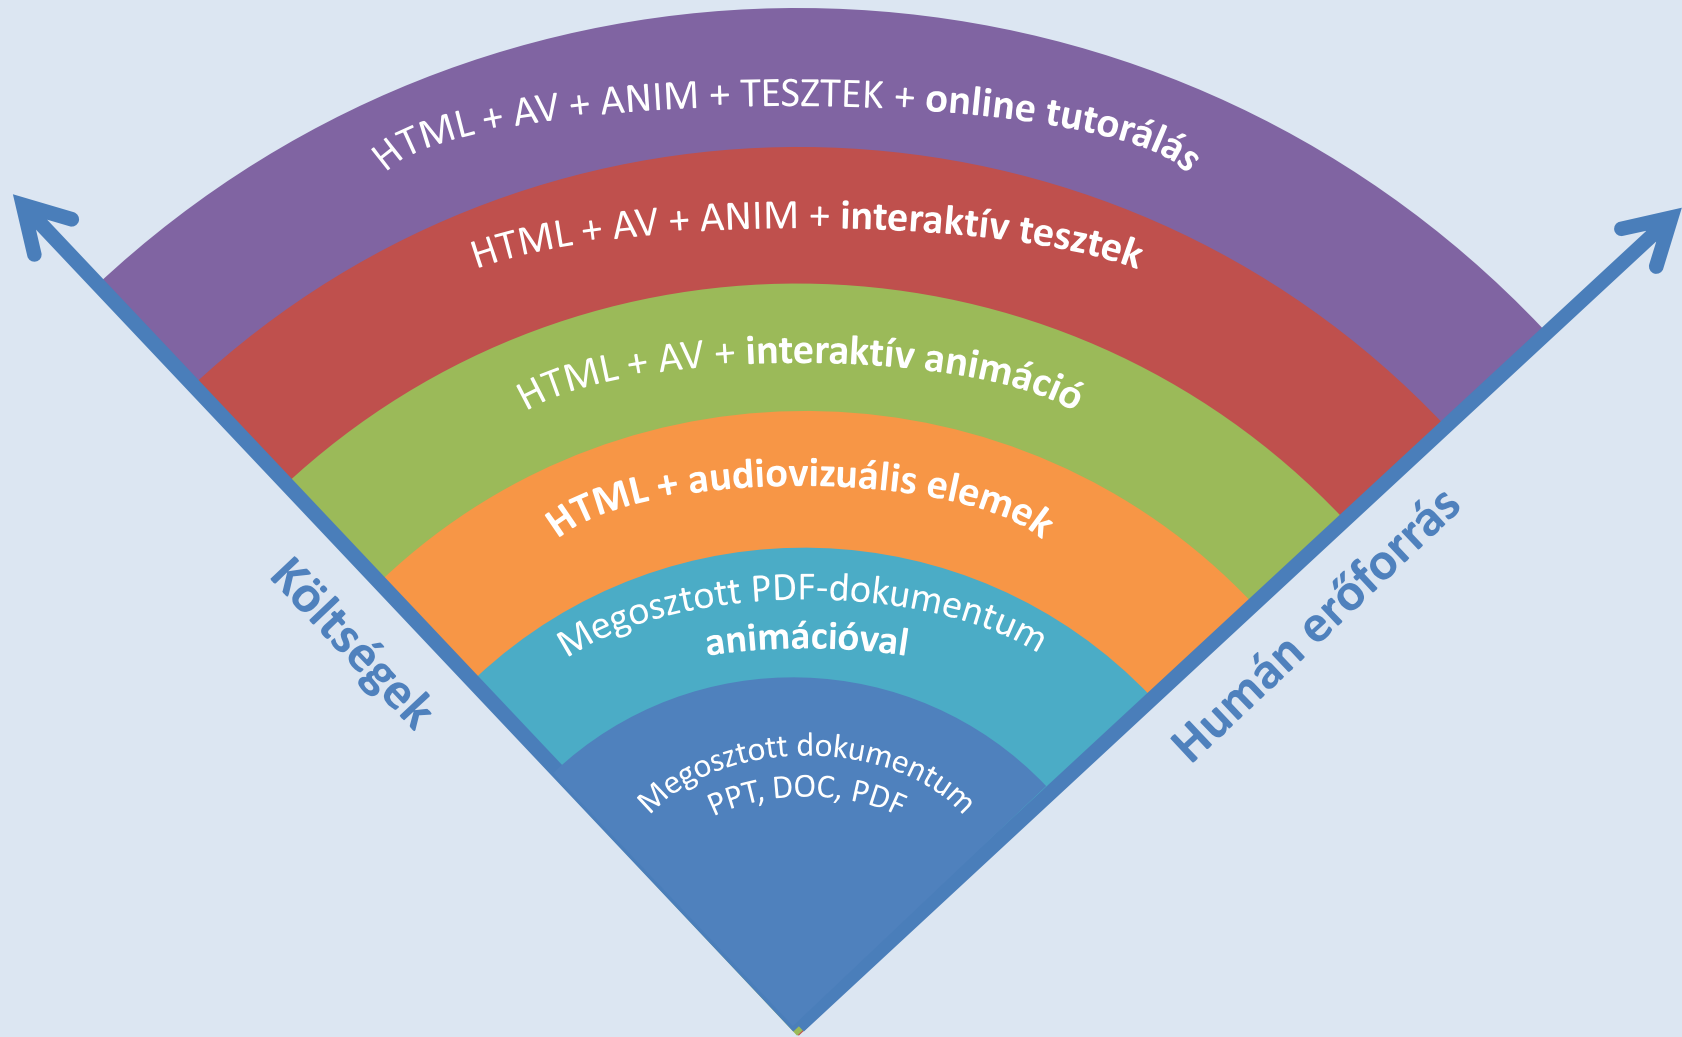 HTML + AV + ANIM + TESZTEK + online tutorálás
HTML + AV + ANIM + interaktív tesztek
HTML + AV + interaktív animáció
HTML + audiovizuális elemek
Megosztott PDF-dokumentum
animációval
Megosztott dokumentum
PPT, DOC, PDF
Költségek
Humán erőforrás